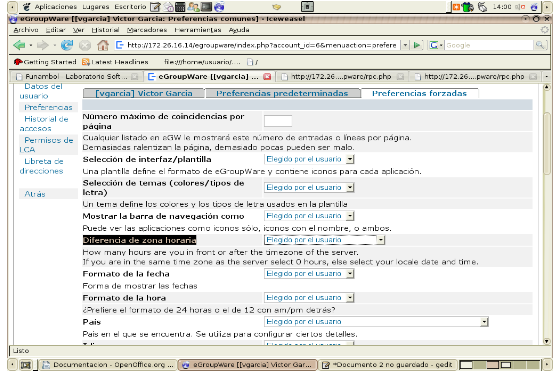 Aplicaciones Lugares Escritorio
14:00
eGroupWare [[vgarcia] Victor Garcia: Preferencias comunes] - Iceweasel
Archivo Editar Ver Historial Marcadores Herramientas Ayuda
http://172.26.16.14/egroupware/index.php?account_id=6&menuaction=prefere
Google
Getting Started Latest Headlines file:///home/usuario/...
Funambol - Laboratorio Soft ... eGroupWare [[vgarcia] -... http://172.26....pware/rpc.php http://172.26....pware/rpc.php
Datos del usuario
Preferencias
Historial de accesos
Permisos de LCA
Libreta de direcciones
Atrás
[vgarcia] Victor Garcia Preferencias predeterminadas Preferencias forzadas
Número máximo de coincidencias por página
Cualquier listado en eGW le mostrará este número de entradas o líneas por página.
Demasiadas ralentizan la página, demasiado pocas pueden ser malo.
Selección de interfaz/plantilla Elegido por el usuario
Una plantilla define el formato de eGroupWare y contiene iconos para cada aplicación.
Selección de temas (colores/tipos de letra) Elegido por el usuario
Un tema define los colores y los tipos de letra usados en la plantilla
Mostrar la barra de navegación como Elegido por el usuario
Puede ver las aplicaciones como iconos sólo, iconos con el nombre, o ambos.
Diferencia de zona horaria Elegido por el usuario
How many hours are you in front or after the timezone of the server.
If you are in the same time zone as the server select 0 hours, else select your locale date and time.
Formato de la fecha Elegido por el usuario
Forma de mostrar las fechas
Formato de la hora Elegido por el usuario
¿Prefiere el formato de 24 horas o el de 12 con am/pm detrás?
País Elegido por el usuario
País en el que se encuentra. Se utiliza para configurar ciertos detalles.
Listo
Documentacion - OpenOffice.org ... eGroupWare [[vgarcia] Victor Gar... *Documento 2 no guardado - gedit